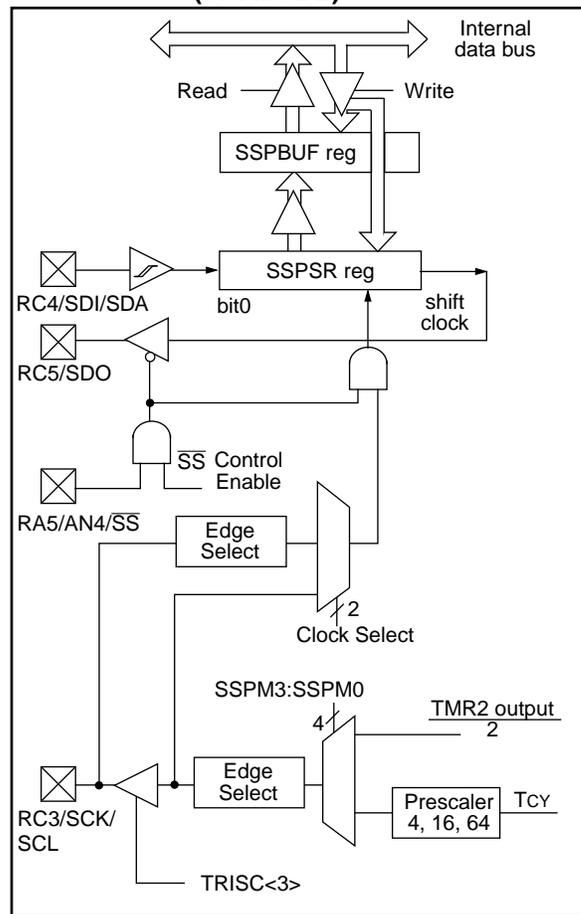 Internal
data bus
Read
Write
SSPBUF reg
SSPSR reg
RC4/SDI/SDA
bit0
shift
clock
RC5/SDO
SS Control
Enable
RA5/AN4/SS
Edge
Select
2
Clock Select
SSPM3:SSPM0
4
TMR2 output
2
Edge
Select
Prescaler
4, 16, 64
TCY
RC3/SCK/
SCL
TRISC<3>